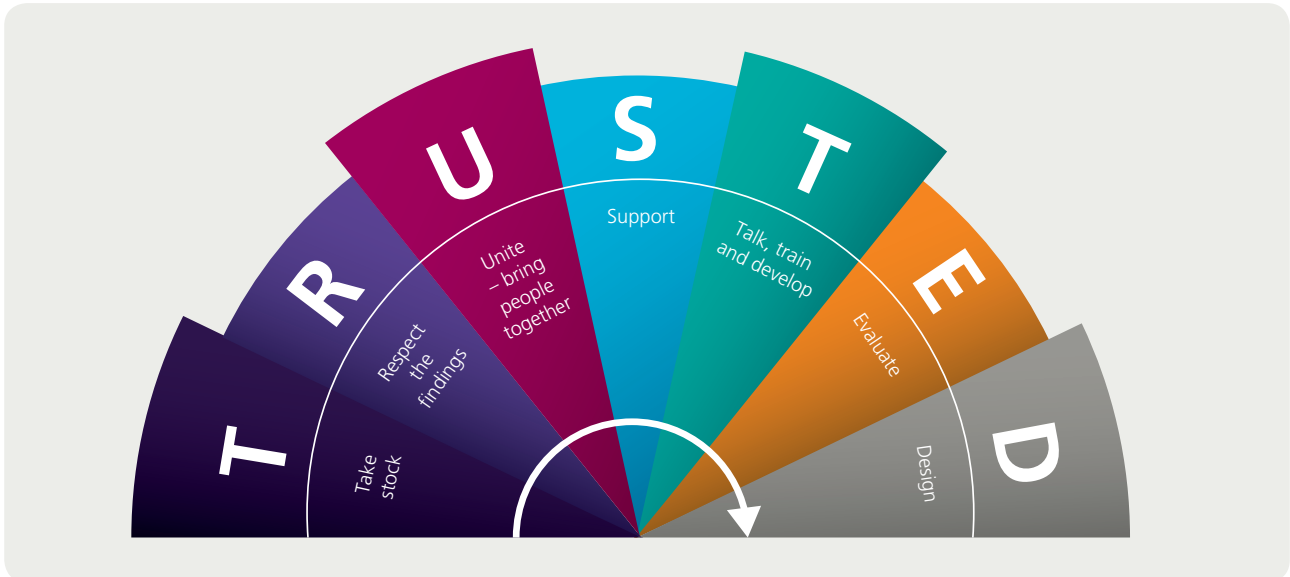 T
Take
stock
R
Respect
the
findings
U
Unite
– bring
people
together
S
Support
T
Talk, train
and develop
E
Evaluate
D
Design